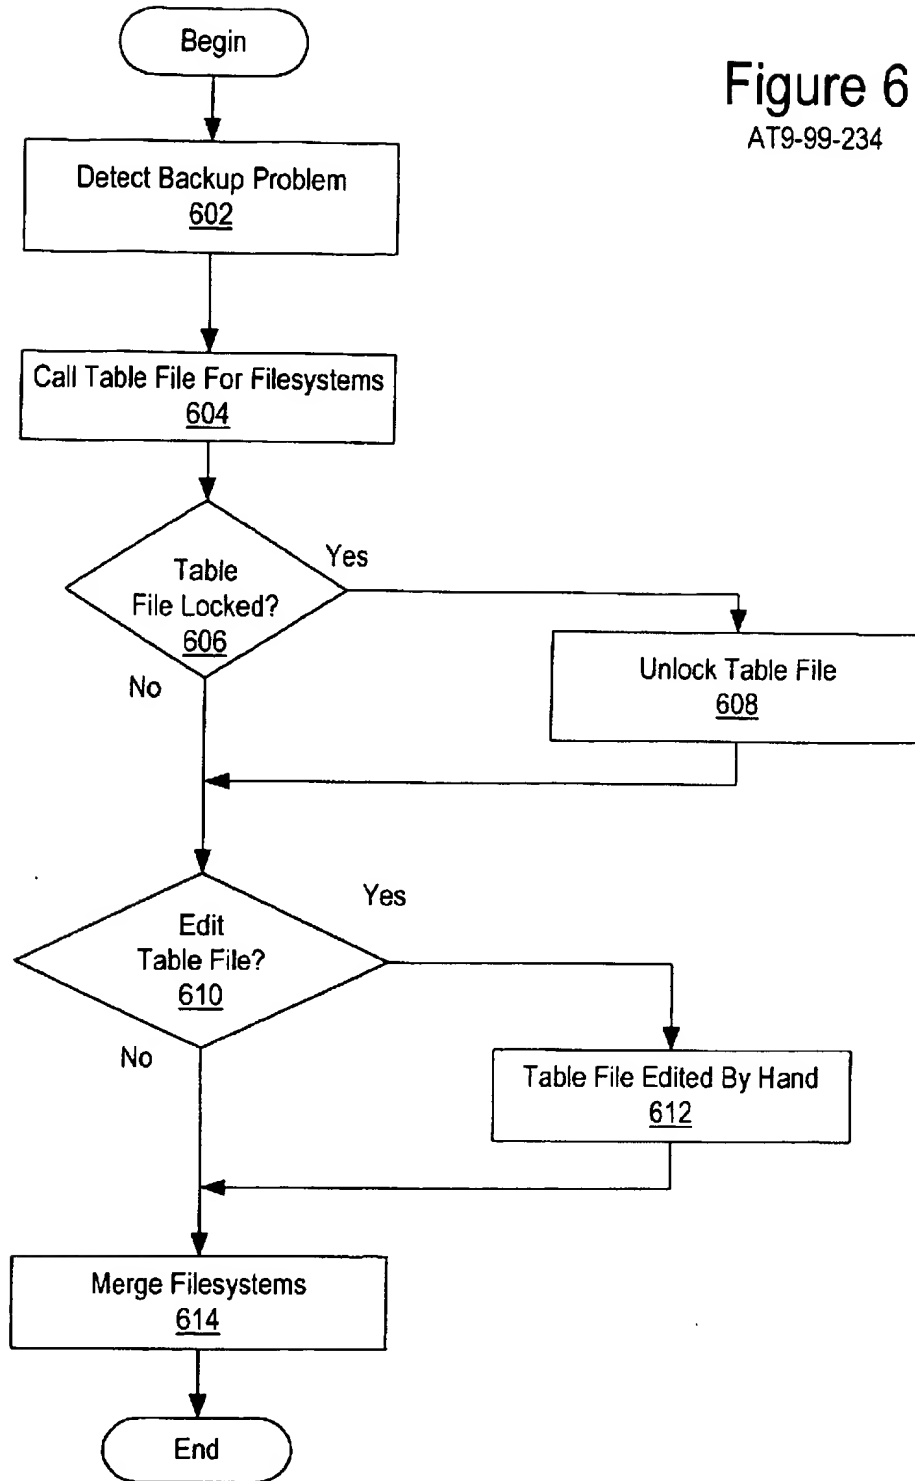 Begin
Figure 6
AT9-99-234
Detect Backup Problem
602
Call Table File For Filesystems
604
Table
File Locked?
606
Yes
No
Unlock Table File
608
Edit
Table File?
610
Yes
No
Table File Edited By Hand
612
Merge Filesystems
614
End